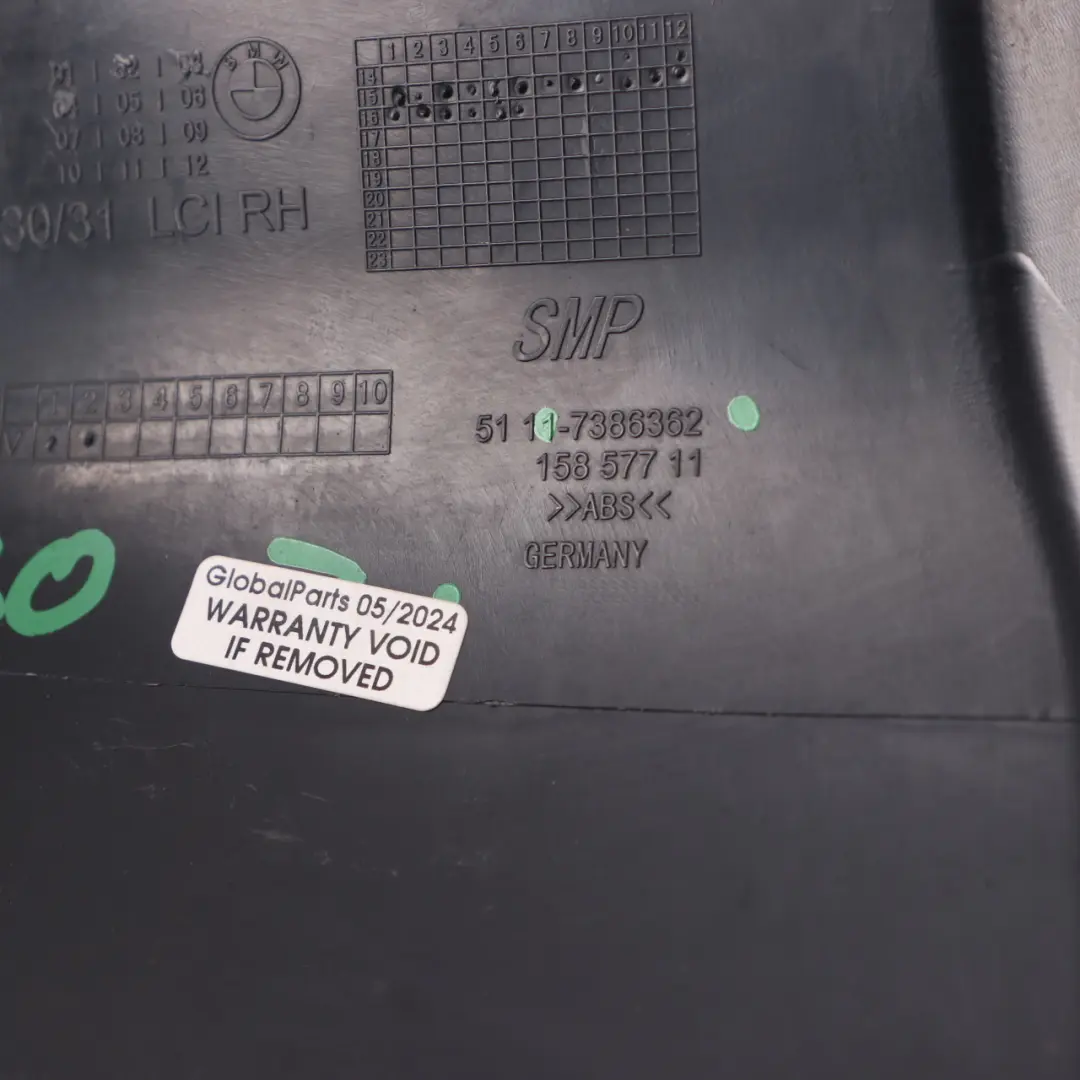 BMW
04 | 05 | 06
07 | 08 | 09
10 | 11 | 12
30/31 LCI RH
1 2 3 4 5 6 7 8 9 10 11 12
14
15
16
17
18
19
20
21
22
23
SMP
1 2 3 4 5 6 7 8 9 10
V
51 11-7386362
158 577 11
>>ABS<<
GERMANY
GlobalParts 05/2024
WARRANTY VOID
IF REMOVED